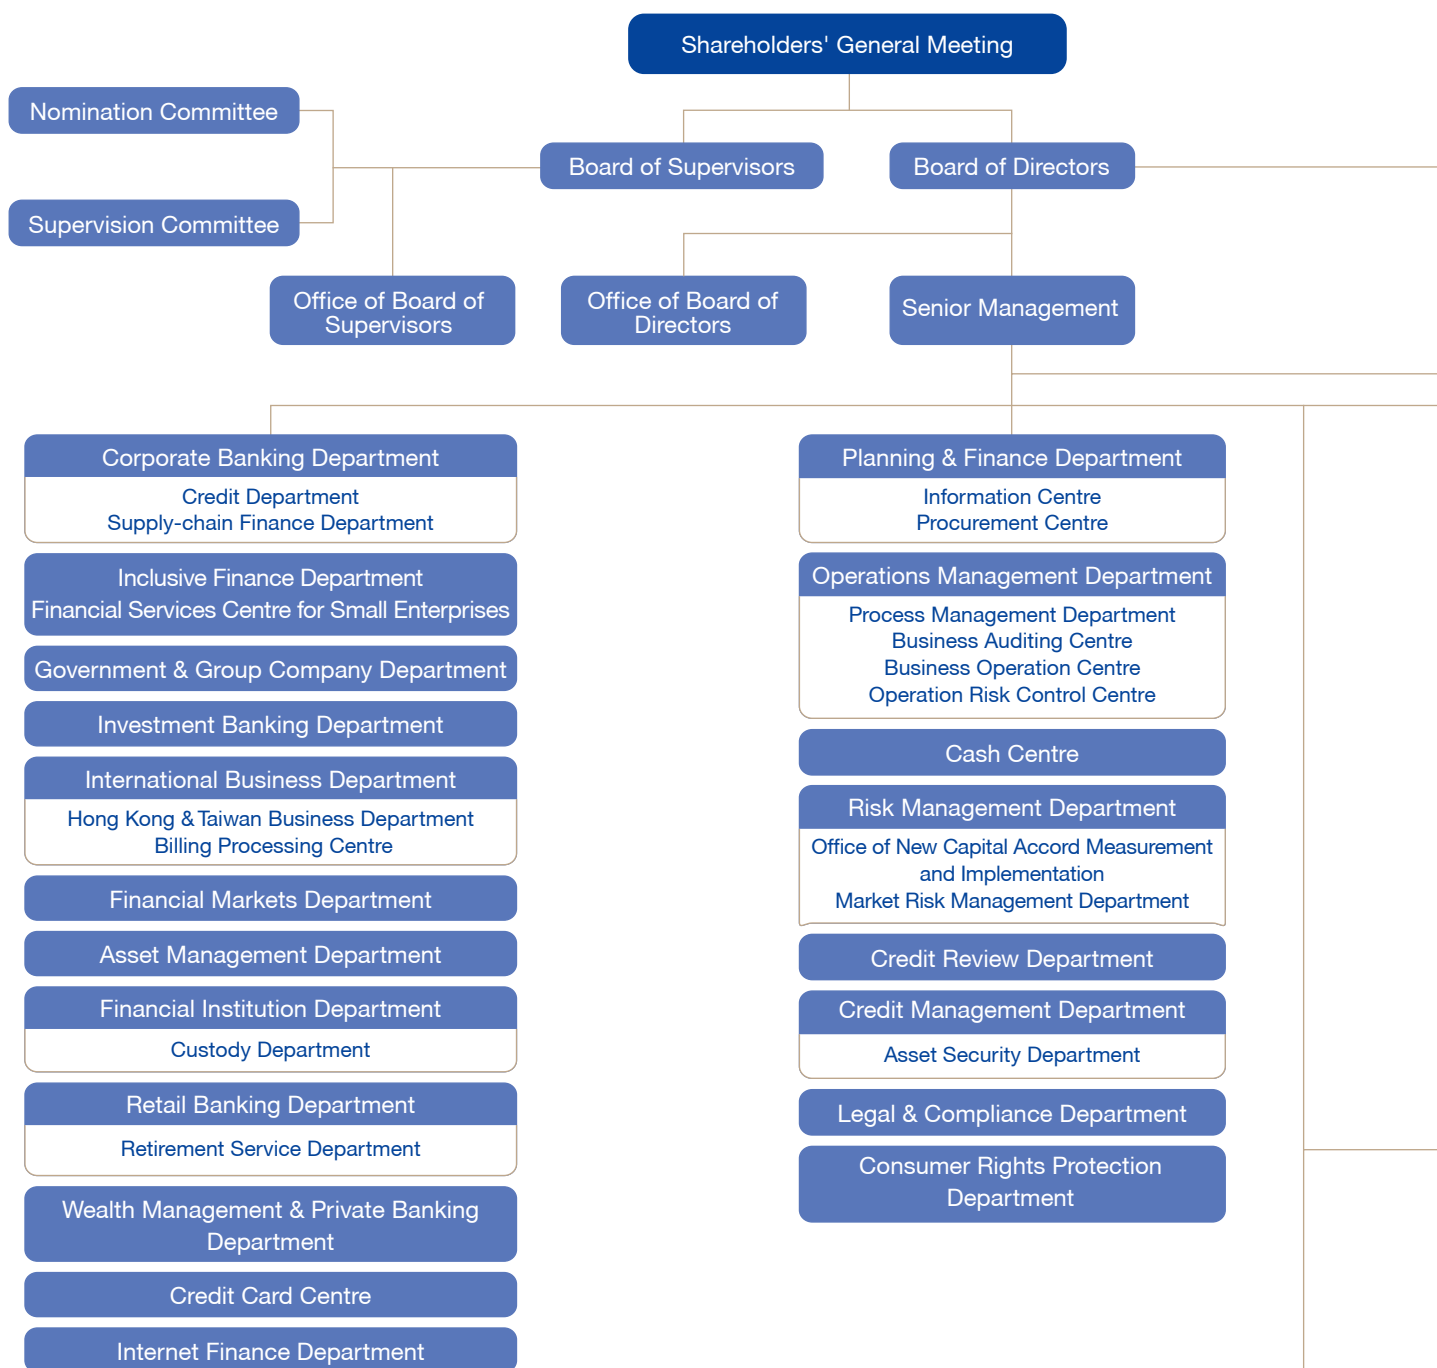 Shareholders' General Meeting
Nomination Committee
Board of Supervisors
Board of Directors
Supervision Committee
Office of Board of
Supervisors
Office of Board of
Directors
Senior Management
Corporate Banking Department
Credit Department
Supply-chain Finance Department
Inclusive Finance Department
Financial Services Centre for Small Enterprises
Government & Group Company Department
Investment Banking Department
International Business Department
Hong Kong & Taiwan Business Department
Billing Processing Centre
Financial Markets Department
Asset Management Department
Financial Institution Department
Custody Department
Retail Banking Department
Retirement Service Department
Wealth Management & Private Banking
Department
Credit Card Centre
Internet Finance Department
Planning & Finance Department
Information Centre
Procurement Centre
Operations Management Department
Process Management Department
Business Auditing Centre
Business Operation Centre
Operation Risk Control Centre
Cash Centre
Risk Management Department
Office of New Capital Accord Measurement
and Implementation
Market Risk Management Department
Credit Review Department
Credit Management Department
Asset Security Department
Legal & Compliance Department
Consumer Rights Protection
Department